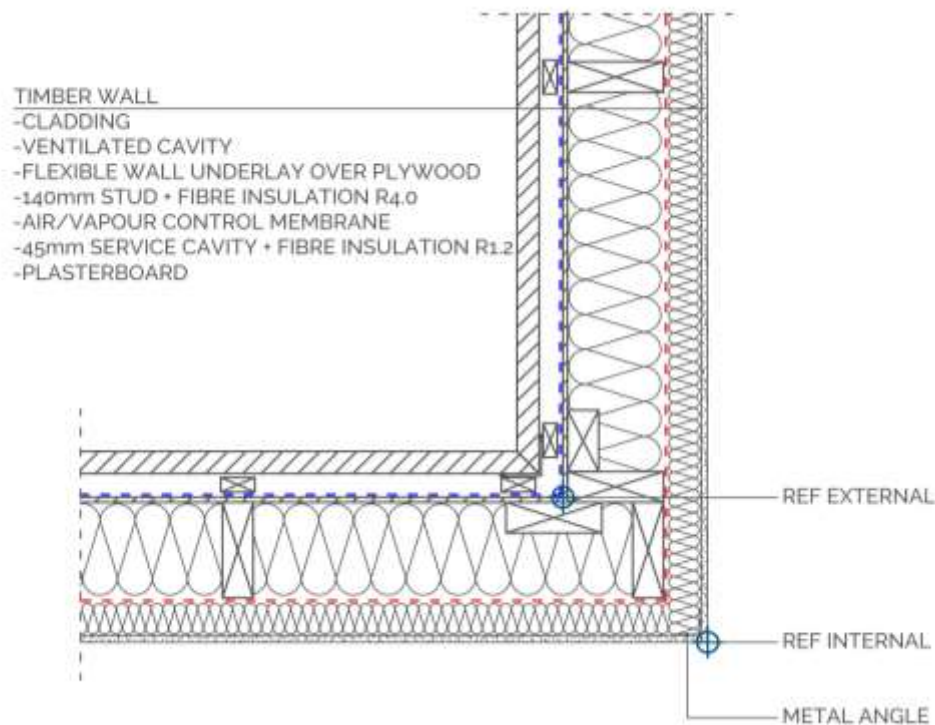 TIMBER WALL
-CLADDING
-VENTILATED CAVITY
-FLEXIBLE WALL UNDERLAY OVER PLYWOOD
-140mm STUD + FIBRE INSULATION R4.0
-AIR/VAPOUR CONTROL MEMBRANE
-45mm SERVICE CAVITY + FIBRE INSULATION R1.2
-PLASTERBOARD
REF EXTERNAL
REF INTERNAL
METAL ANGLE